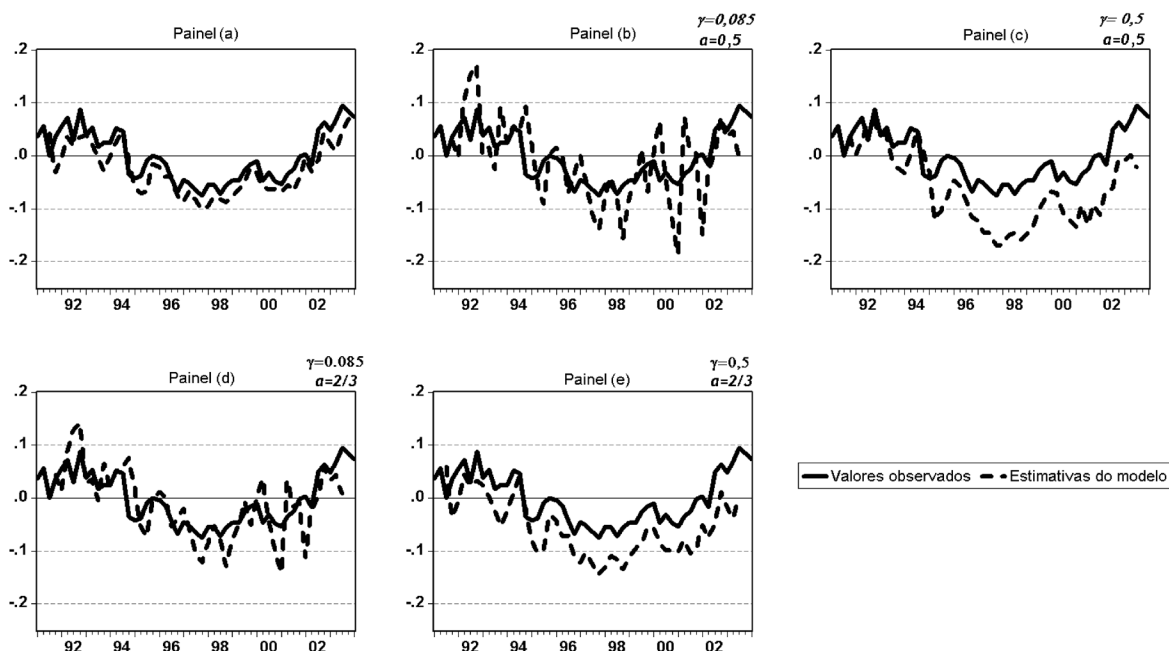 Painel (a)
.2
.1
.0
-.1
-.2
92 94 96 98 00 02
Painel (b)
γ=0,085
a=0,5
.2
.1
.0
-.1
-.2
92 94 96 98 00 02
Painel (c)
γ= 0,5
a=0,5
.2
.1
.0
-.1
-.2
92 94 96 98 00 02
Painel (d)
γ=0.085
a=2/3
.2
.1
.0
-.1
-.2
92 94 96 98 00 02
Painel (e)
γ=0,5
a=2/3
.2
.1
.0
-.1
-.2
92 94 96 98 00 02
Valores observados Estimativas do modelo